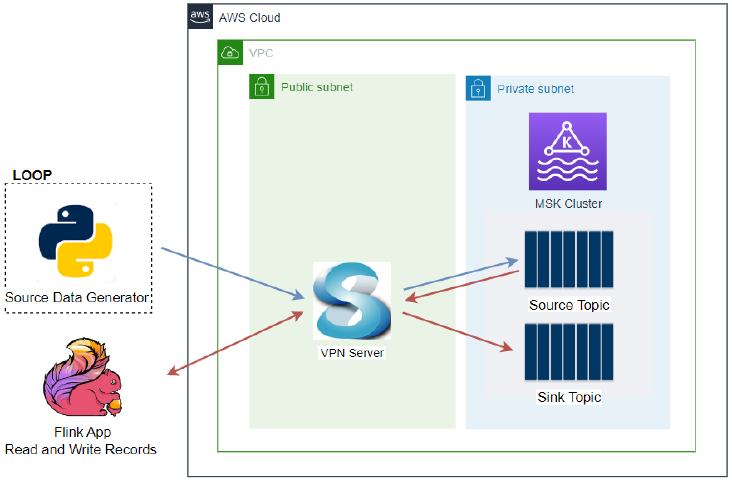 aws
AWS Cloud
VPC
Public subnet
Private subnet
K
MSK Cluster
LOOP
Source Data Generator
Source Topic
VPN Server
Sink Topic
Flink App
Read and Write Records